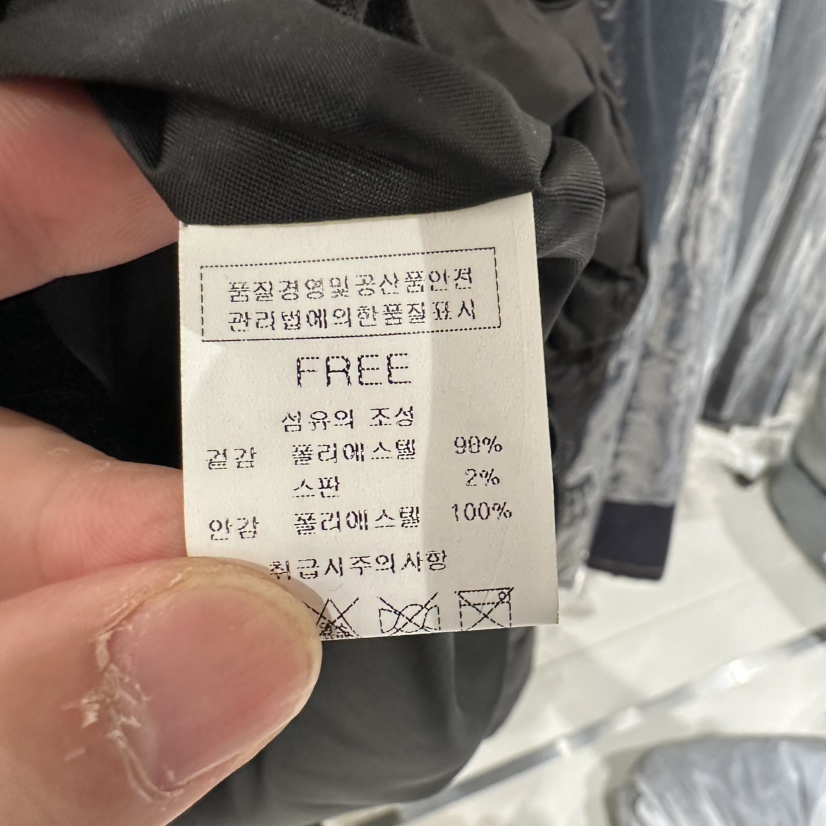 품질경영및공산품안전
관리법에의한품질표시
FREE
섬유의 조성
겉감 폴리에스텔 98%
스판 2%
안감 폴리에스텔 100%
취급시주의사항